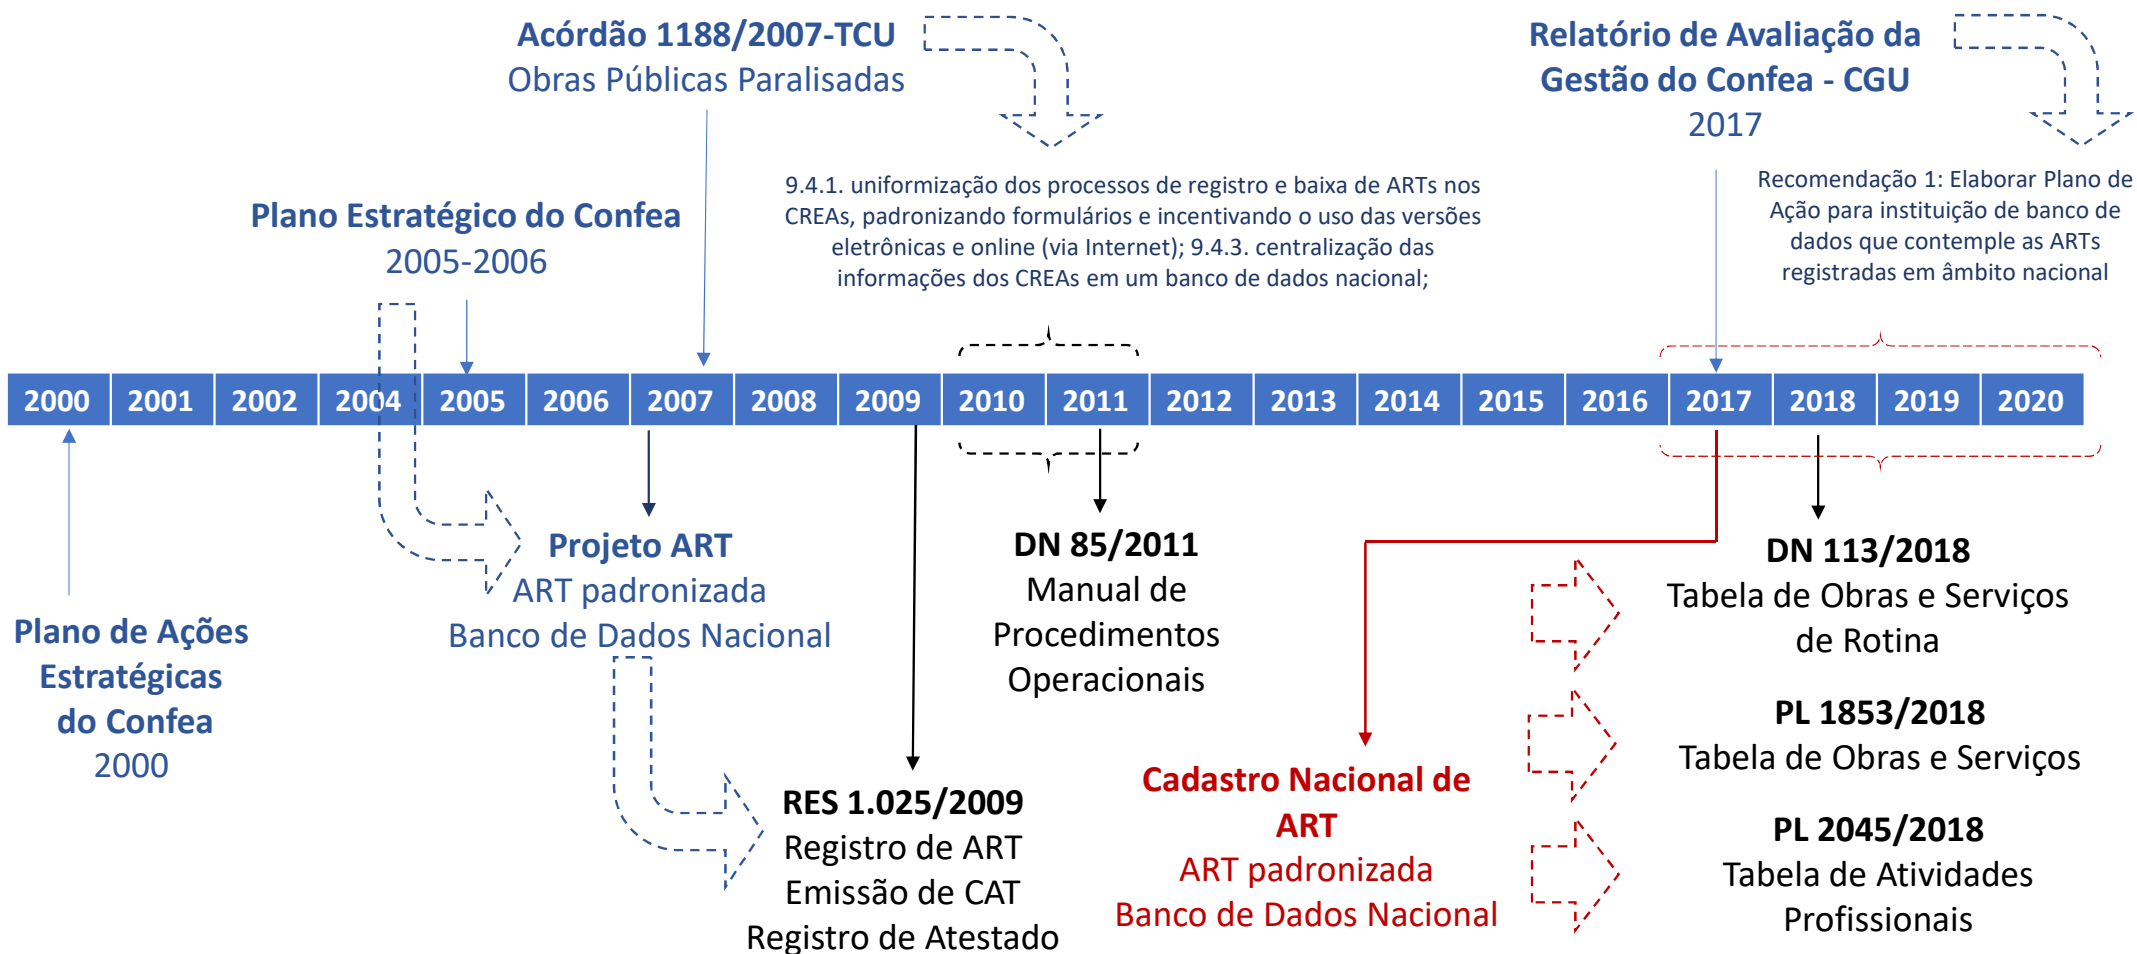 Acórdão 1188/2007-TCU
Obras Públicas Paralisadas
Relatório de Avaliação da
Gestão do Confea - CGU
2017
9.4.1. uniformização dos processos de registro e baixa de ARTs nos
CREAs, padronizando formulários e incentivando o uso das versões
eletrônicas e online (via Internet); 9.4.3. centralização das
informações dos CREAs em um banco de dados nacional;
Recomendação 1: Elaborar Plano de
Ação para instituição de banco de
dados que contemple as ARTs
registradas em âmbito nacional
Plano Estratégico do Confea
2005-2006
2000 2001 2002 2004 2005 2006 2007 2008 2009 2010 2011 2012 2013 2014 2015 2016 2017 2018 2019 2020
Plano de Ações
Estratégicas
do Confea
2000
Projeto ART
ART padronizada
Banco de Dados Nacional
RES 1.025/2009
Registro de ART
Emissão de CAT
Registro de Atestado
DN 85/2011
Manual de
Procedimentos
Operacionais
Cadastro Nacional de
ART
ART padronizada
Banco de Dados Nacional
DN 113/2018
Tabela de Obras e Serviços
de Rotina
PL 1853/2018
Tabela de Obras e Serviços
PL 2045/2018
Tabela de Atividades
Profissionais